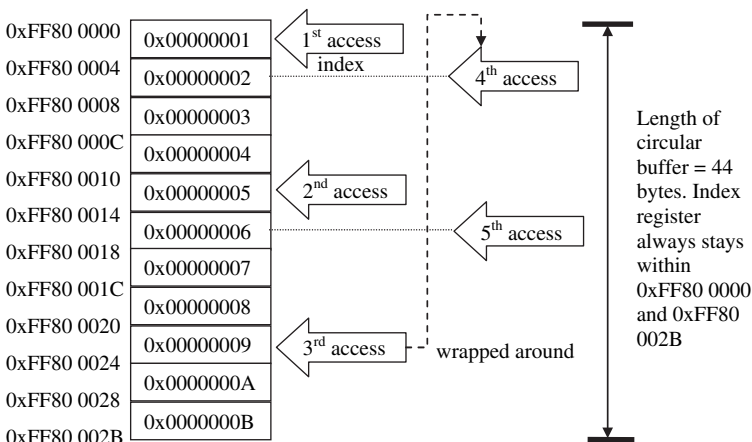 0xFF80 0000
0xFF80 0004
0xFF80 0008
0xFF80 000C
0xFF80 0010
0xFF80 0014
0xFF80 0018
0xFF80 001C
0xFF80 0020
0xFF80 0024
0xFF80 0028
0xFF80 002B
0x00000001
0x00000002
0x00000003
0x00000004
0x00000005
0x00000006
0x00000007
0x00000008
0x00000009
0x0000000A
0x0000000B
1st access
index
2nd access
3rd access
4th access
5th access
wrapped around
Length of
circular
buffer = 44
bytes. Index
register
always stays
within
0xFF80 0000
and 0xFF80
002B